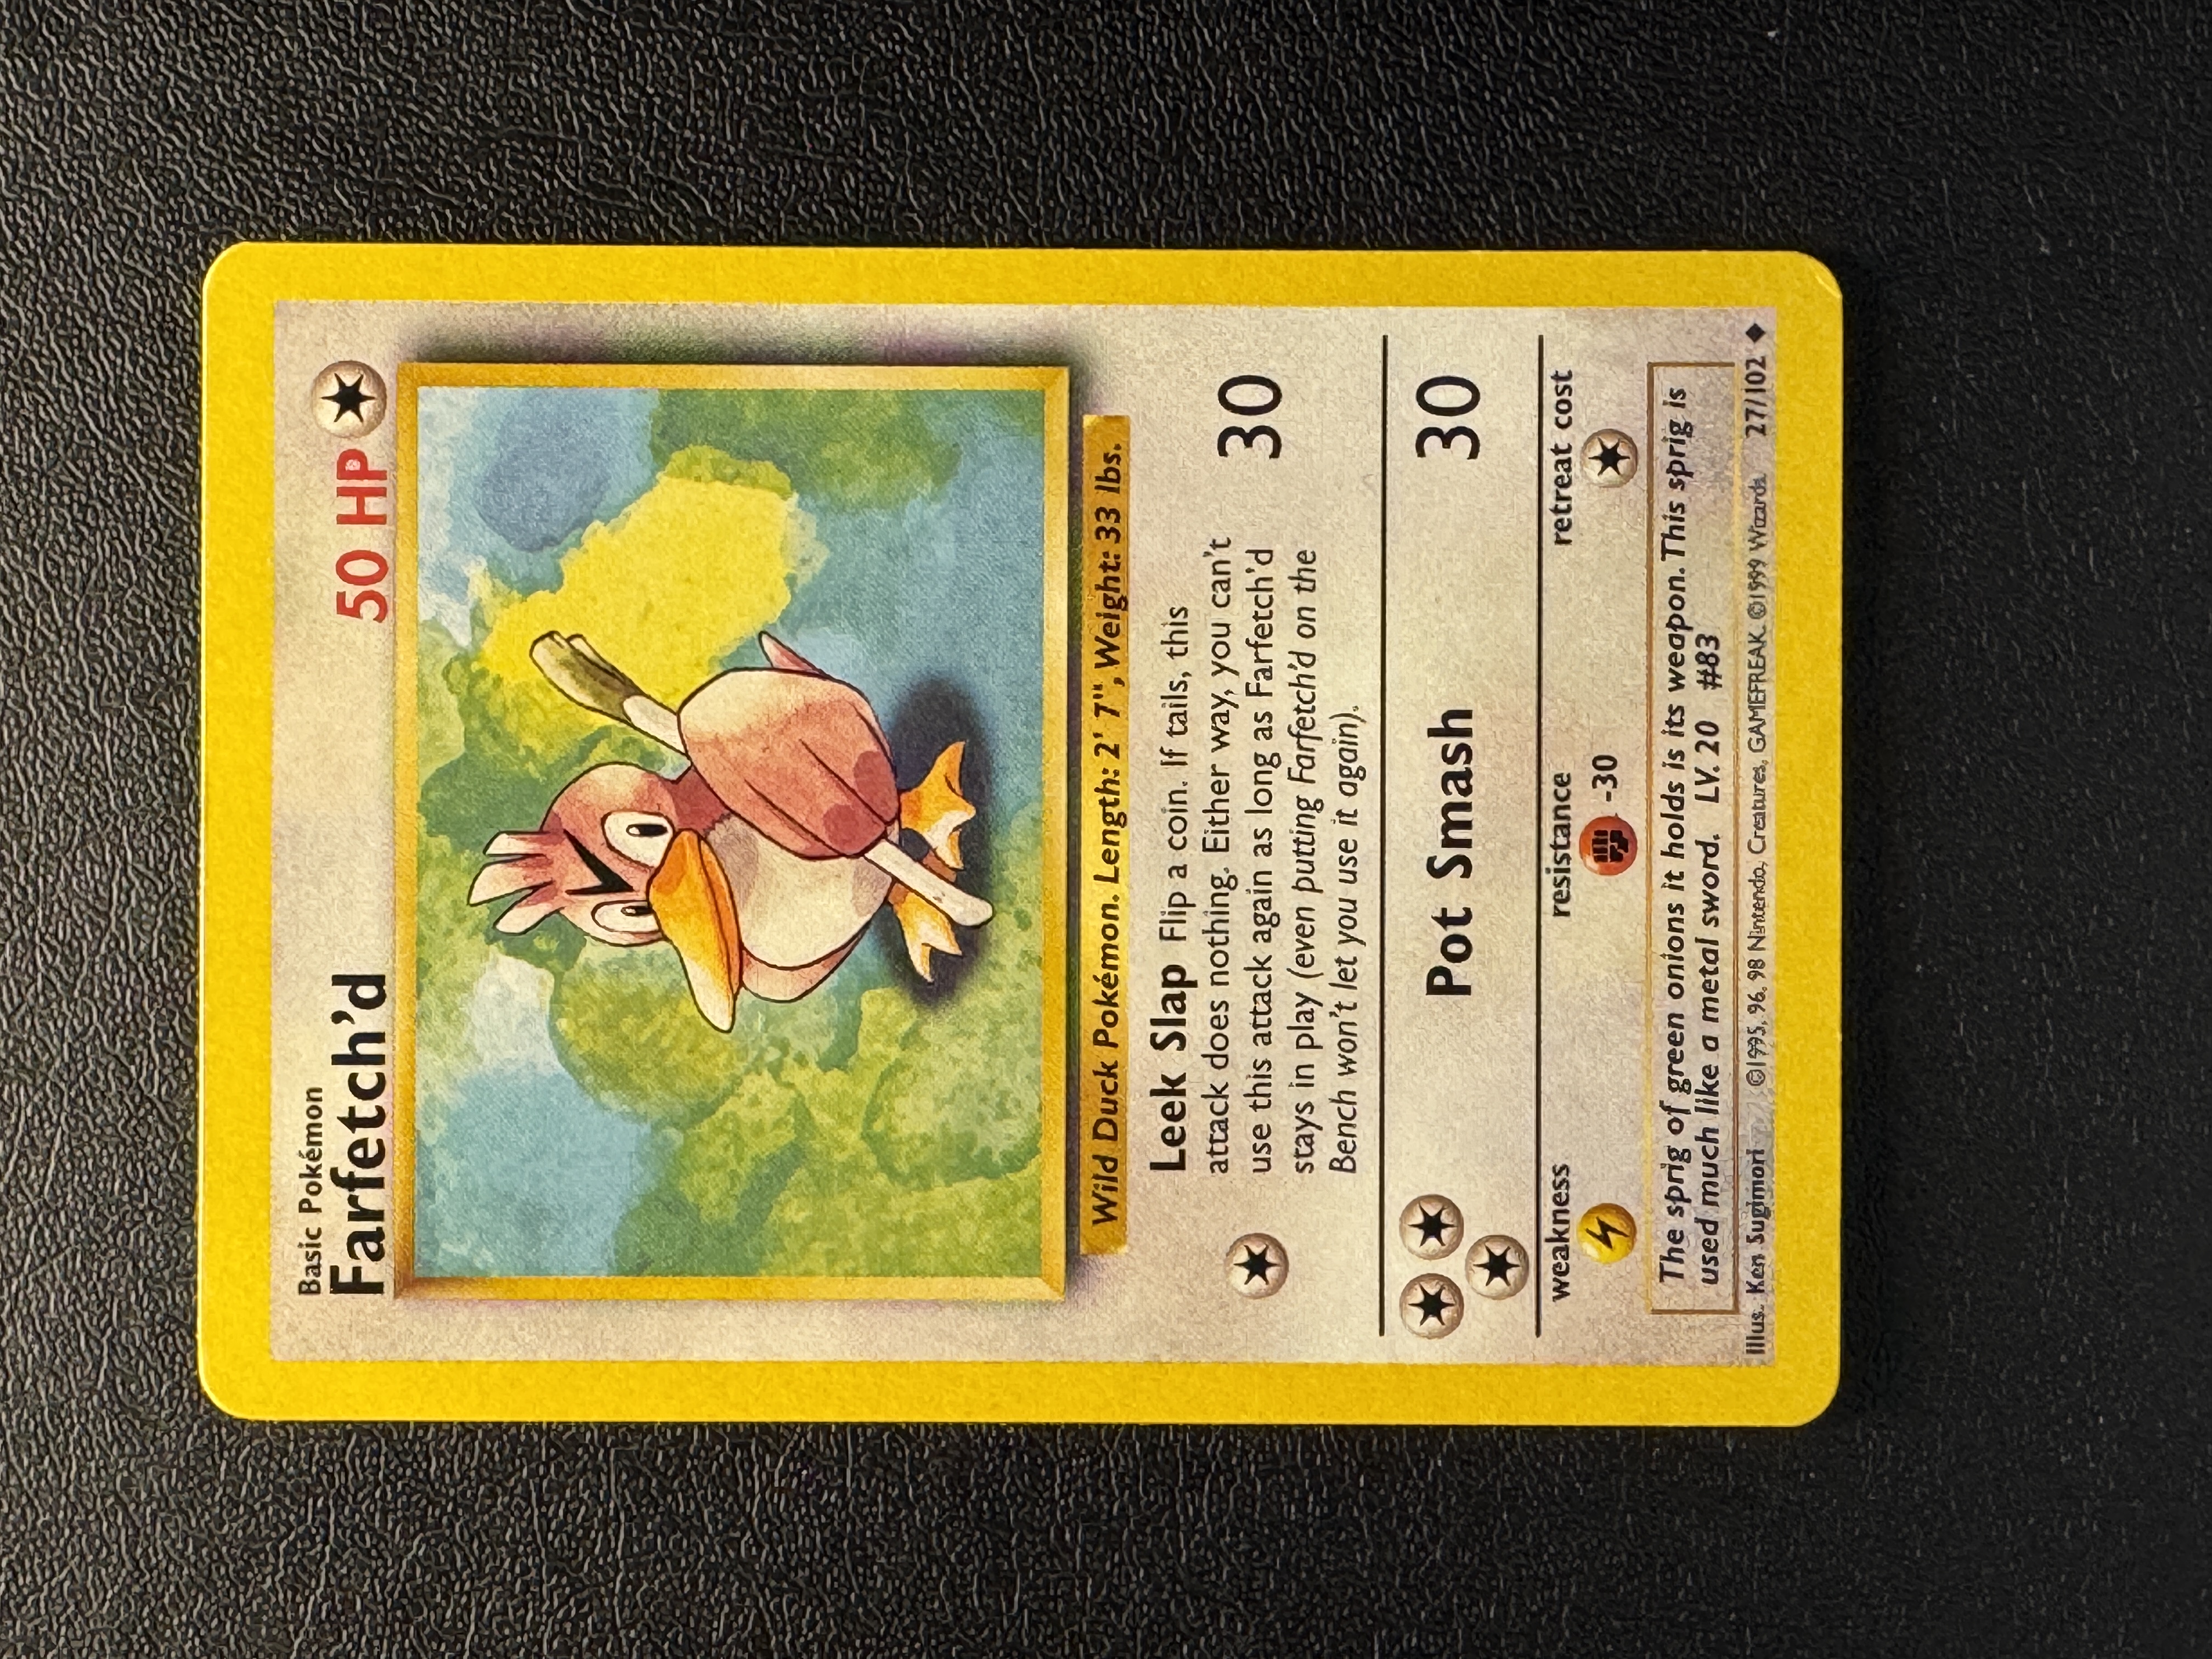 Basic Pokémon
Farfetch'd 50 HP
Wild Duck Pokémon. Length: 2' 7", Weight: 33 lbs.
Leek Slap Flip a coin. If tails, this
attack does nothing. Either way, you can't
use this attack again as long as Farfetch'd
stays in play (even putting Farfetch'd on the
Bench won't let you use it again).
30
Pot Smash 30
weakness resistance retreat cost
-30
The sprig of green onions it holds is its weapon. This sprig is
used much like a metal sword. LV. 20 #83
Illus. Ken Sugimori ©1995, 96, 98 Nintendo, Creatures, GAMEFREAK. ©1999 Wizards. 27/102